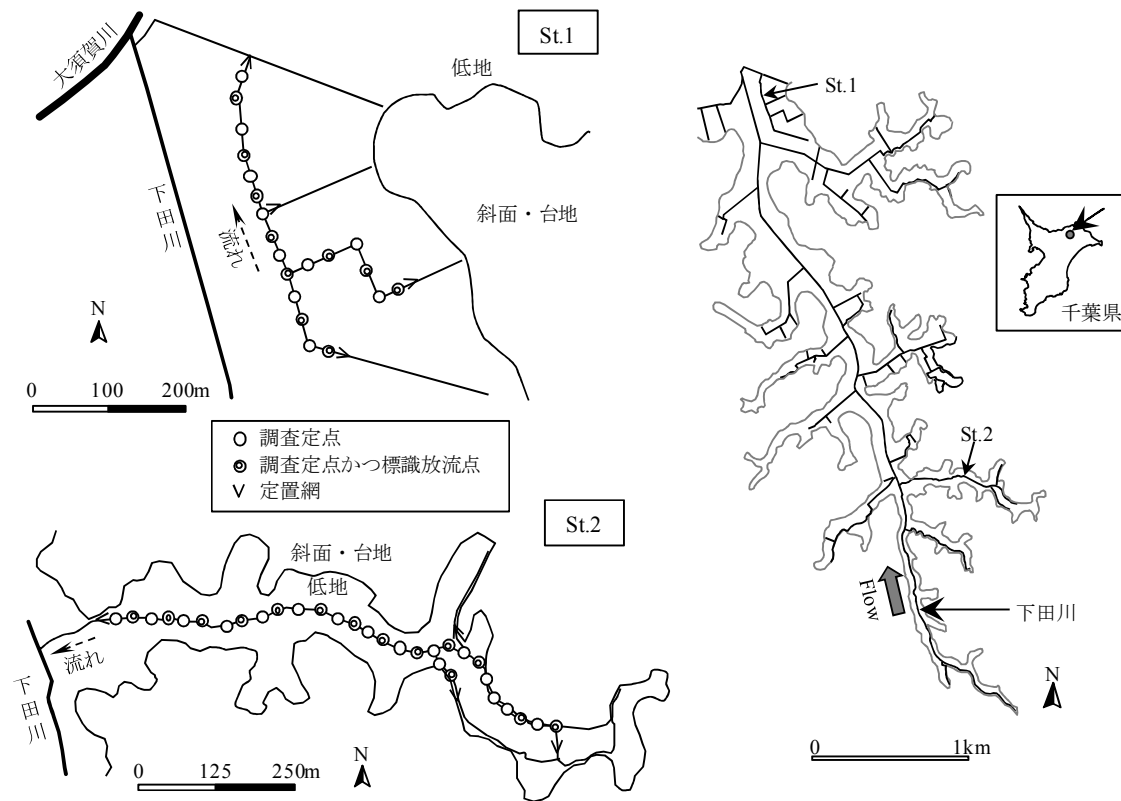 St.1
大須賀川
低地
下田川
流れ
斜面・台地
N
0 100 200m
調査定点
調査定点かつ標識放流点
定置網
St.2
斜面・台地
低地
流れ
下田川
N
0 125 250m
St.1
千葉県
St.2
Flow
下田川
N
0 1km